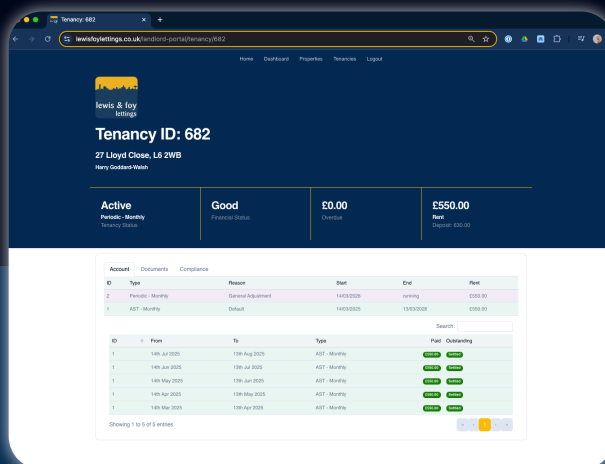 Tenancy: 682
lewisfoylettings.co.uk/landlord-portal/tenancy/682
Home Dashboard Properties Tenancies Logout
lewis & foy
lettings
Tenancy ID: 682
27 Lloyd Close, L6 2WB
Harry Goddard-Walsh
Active Good £0.00 £550.00
Periodic - Monthly Financial Status Overdue Rent
Tenancy Status Deposit: 630.00
Account Documents Compliance
ID Type Reason Start End Rent
2 Periodic - Monthly General Adjustment 14/03/2026 running £550.00
1 AST - Monthly Default 14/03/2025 13/03/2026 £550.00
Search:
ID From To Type Paid Outstanding
1 14th Jul 2025 13th Aug 2025 AST - Monthly £550.00 Settled
1 14th Jun 2025 13th Jul 2025 AST - Monthly £550.00 Settled
1 14th May 2025 13th Jun 2025 AST - Monthly £550.00 Settled
1 14th Apr 2025 13th May 2025 AST - Monthly £550.00 Settled
1 14th Mar 2025 13th Apr 2025 AST - Monthly £550.00 Settled
Showing 1 to 5 of 5 entries
« ‹ 1 › »